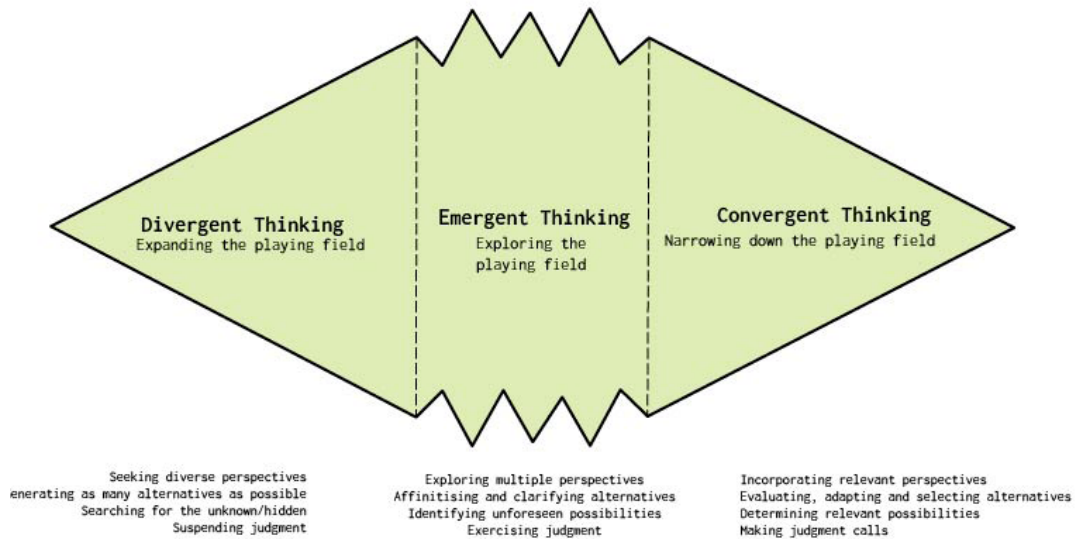 Divergent Thinking
Expanding the playing field
Emergent Thinking
Exploring the
playing field
Convergent Thinking
Narrowing down the playing field
Seeking diverse perspectives
enerating as many alternatives as possible
Searching for the unknown/hidden
Suspending judgment
Exploring multiple perspectives
Affinitising and clarifying alternatives
Identifying unforeseen possibilities
Exercising judgment
Incorporating relevant perspectives
Evaluating, adapting and selecting alternatives
Determining relevant possibilities
Making judgment calls